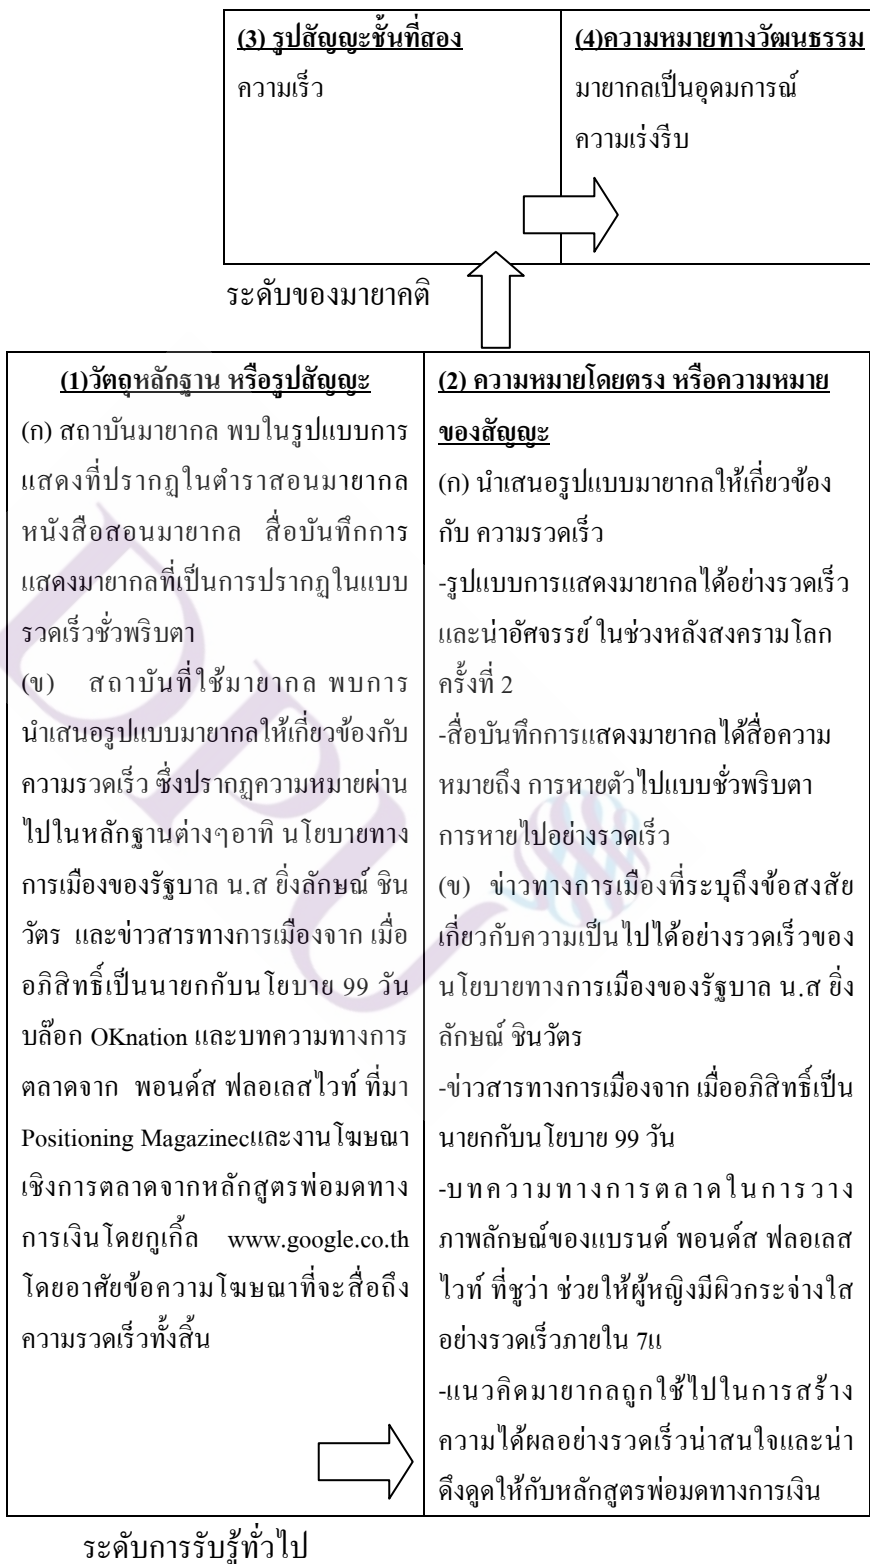 (3) รูปสัญญะชั้นที่สอง
ความเร็ว
(4)ความหมายทางวัฒนธรรม
มายากลเป็นอุดมการณ์
ความเร่งรีบ
ระดับของมายาคติ
(1)วัตถุหลักฐาน หรือรูปสัญญะ
(ก) สถาบันมายากล พบในรูปแบบการ
แสดงที่ปรากฏในตำราสอนมายากล
หนังสือสอนมายากล สื่อบันทึกการ
แสดงมายากลที่เป็นการปรากฏในแบบ
รวดเร็วชั่วพริบตา
(ข) สถาบันที่ใช้มายากล พบการ
นำเสนอรูปแบบมายากลให้เกี่ยวข้องกับ
ความรวดเร็ว ซึ่งปรากฏความหมายผ่าน
ไปในหลักฐานต่างๆอาทิ นโยบายทาง
การเมืองของรัฐบาล น.ส ยิ่งลักษณ์ ชิน
วัตร และข่าวสารทางการเมืองจาก เมื่อ
อภิสิทธิ์เป็นนายกกับนโยบาย 99 วัน
บล๊อก OKnation และบทความทางการ
ตลาดจาก พอนด์ส ฟลอเลสไวท์ ที่มา
Positioning Magazinecและงานโฆษณา
เชิงการตลาดจากหลักสูตรพ่อมดทาง
การเงินโดยกูเกิ้ล www.google.co.th
โดยอาศัยข้อความโฆษณาที่จะสื่อถึง
ความรวดเร็วทั้งสิ้น
(2) ความหมายโดยตรง หรือความหมาย
ของสัญญะ
(ก) นำเสนอรูปแบบมายากลให้เกี่ยวข้อง
กับ ความรวดเร็ว
-รูปแบบการแสดงมายากลได้อย่างรวดเร็ว
และน่าอัศจรรย์ ในช่วงหลังสงครามโลก
ครั้งที่ 2
-สื่อบันทึกการแสดงมายากลได้สื่อความ
หมายถึง การหายตัวไปแบบชั่วพริบตา
การหายไปอย่างรวดเร็ว
(ข) ข่าวทางการเมืองที่ระบุถึงข้อสงสัย
เกี่ยวกับความเป็นไปได้อย่างรวดเร็วของ
นโยบายทางการเมืองของรัฐบาล น.ส ยิ่ง
ลักษณ์ ชินวัตร
-ข่าวสารทางการเมืองจาก เมื่ออภิสิทธิ์เป็น
นายกกับนโยบาย 99 วัน
-บทความทางการตลาดในการวาง
ภาพลักษณ์ของแบรนด์ พอนด์ส ฟลอเลส
ไวท์ ที่ชูว่า ช่วยให้ผู้หญิงมีผิวกระจ่างใส
อย่างรวดเร็วภายใน 7แ
-แนวคิดมายากลถูกใช้ไปในการสร้าง
ความได้ผลอย่างรวดเร็วน่าสนใจและน่า
ดึงดูดให้กับหลักสูตรพ่อมดทางการเงิน
ระดับการรับรู้ทั่วไป
DPU